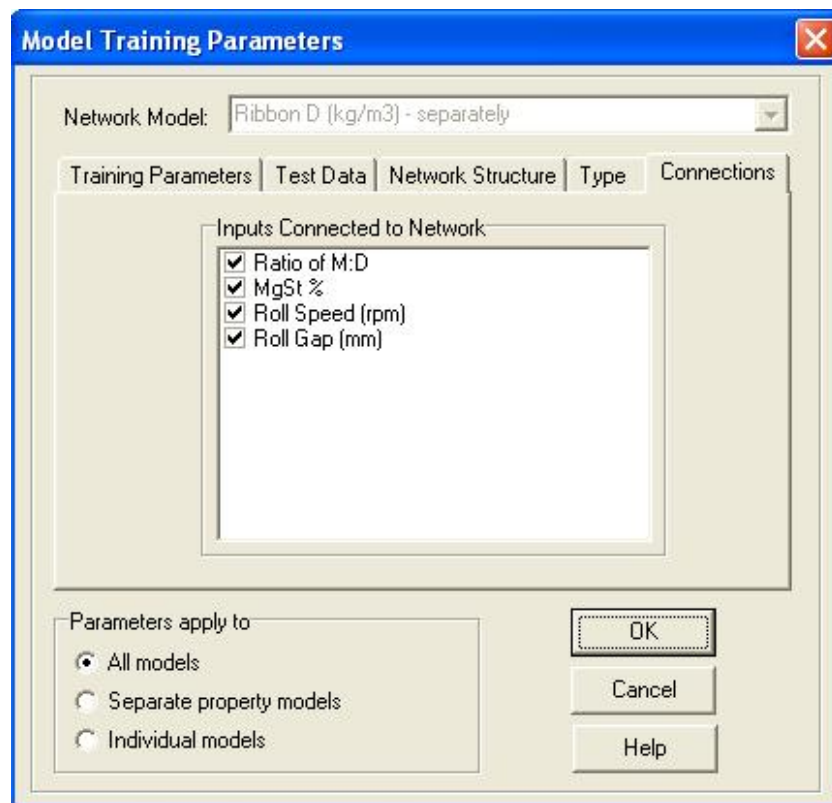 Model Training Parameters
Network Model: Ribbon D (kg/m3) - separately
Training Parameters Test Data Network Structure Type Connections
Inputs Connected to Network
Ratio of M:D
MgSt %
Roll Speed (rpm)
Roll Gap (mm)
Parameters apply to
All models
Separate property models
Individual models
OK
Cancel
Help